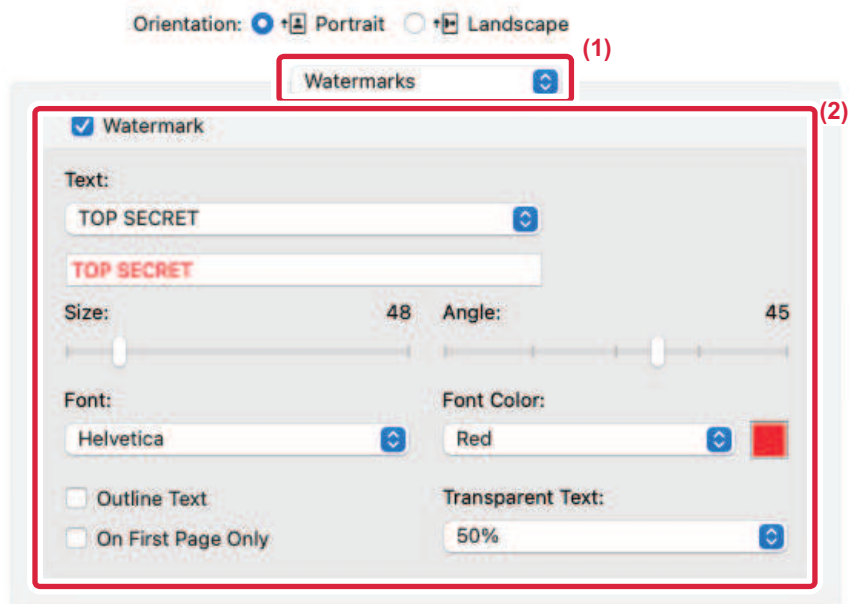 Orientation: Portrait Landscape
(1)
Watermarks
(2)
Watermark
Text:
TOP SECRET
TOP SECRET
Size: 48 Angle: 45
Font: Font Color:
Helvetica Red
Outline Text Transparent Text:
On First Page Only 50%